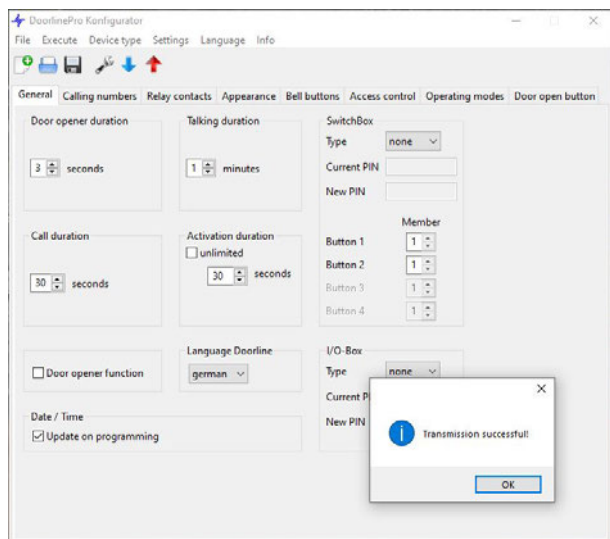 DoorlinePro Konfigurator
File Execute Device type Settings Language Info
General Calling numbers Relay contacts Appearance Bell buttons Access control Operating modes Door open button
Door opener duration
3 seconds
Talking duration
1 minutes
SwitchBox
Type none
Current PIN
New PIN
Member
Button 1 1
Button 2 1
Button 3 1
Button 4 1
Call duration
30 seconds
Activation duration
unlimited
30 seconds
Door opener function
Language Doorline
german
I/O-Box
Type none
Current P
New PIN
Date / Time
Update on programming
Transmission successful!
OK